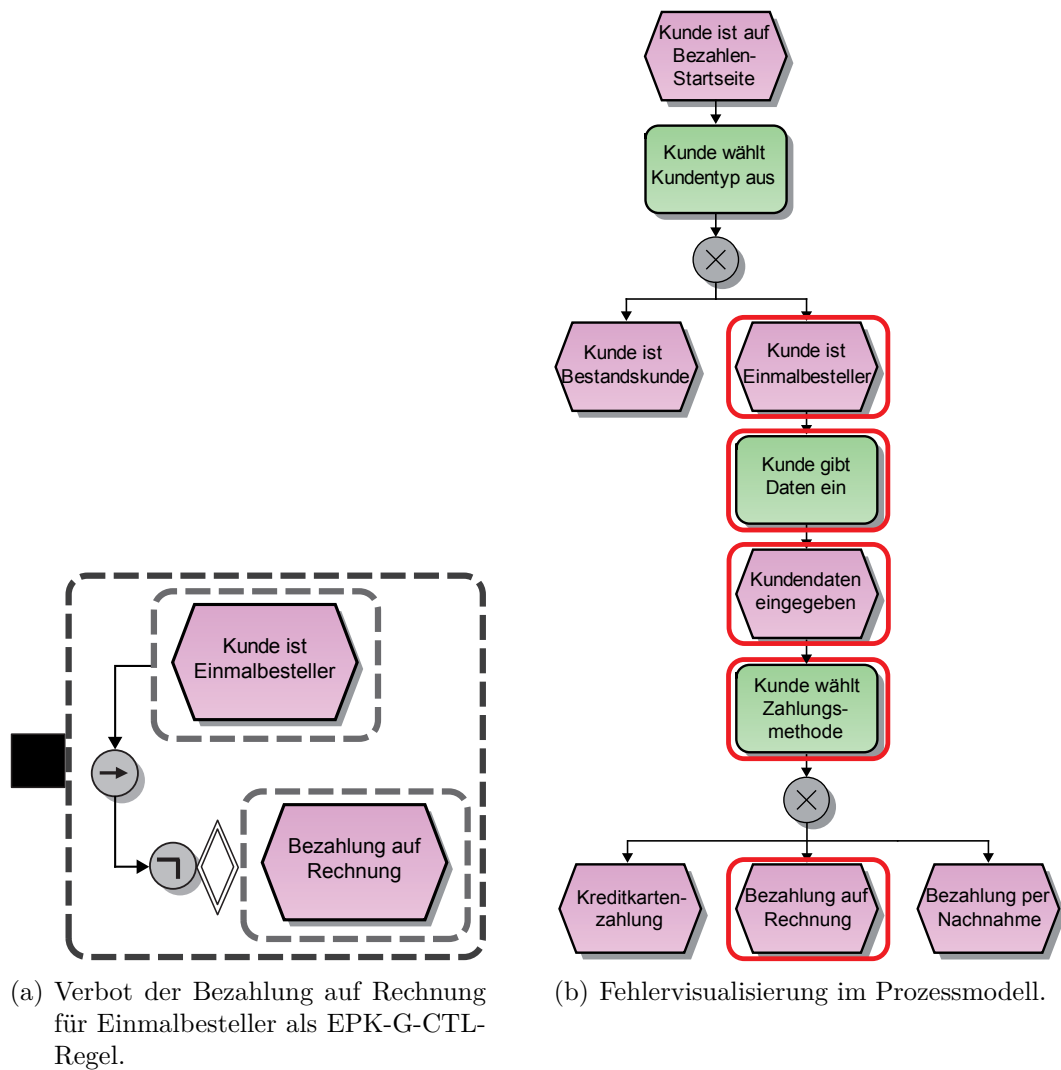 Kunde ist auf
Bezahlen-
Startseite
Kunde wählt
Kundentyp aus
Kunde ist
Bestandskunde
Kunde ist
Einmalbesteller
Kunde gibt
Daten ein
Kundendaten
eingegeben
Kunde wählt
Zahlungs-
methode
Kreditkarten-
zahlung
Bezahlung auf
Rechnung
Bezahlung per
Nachnahme
Kunde ist
Einmalbesteller
Bezahlung auf
Rechnung
(a) Verbot der Bezahlung auf Rechnung
für Einmalbesteller als EPK-G-CTL-
Regel.
(b) Fehlervisualisierung im Prozessmodell.